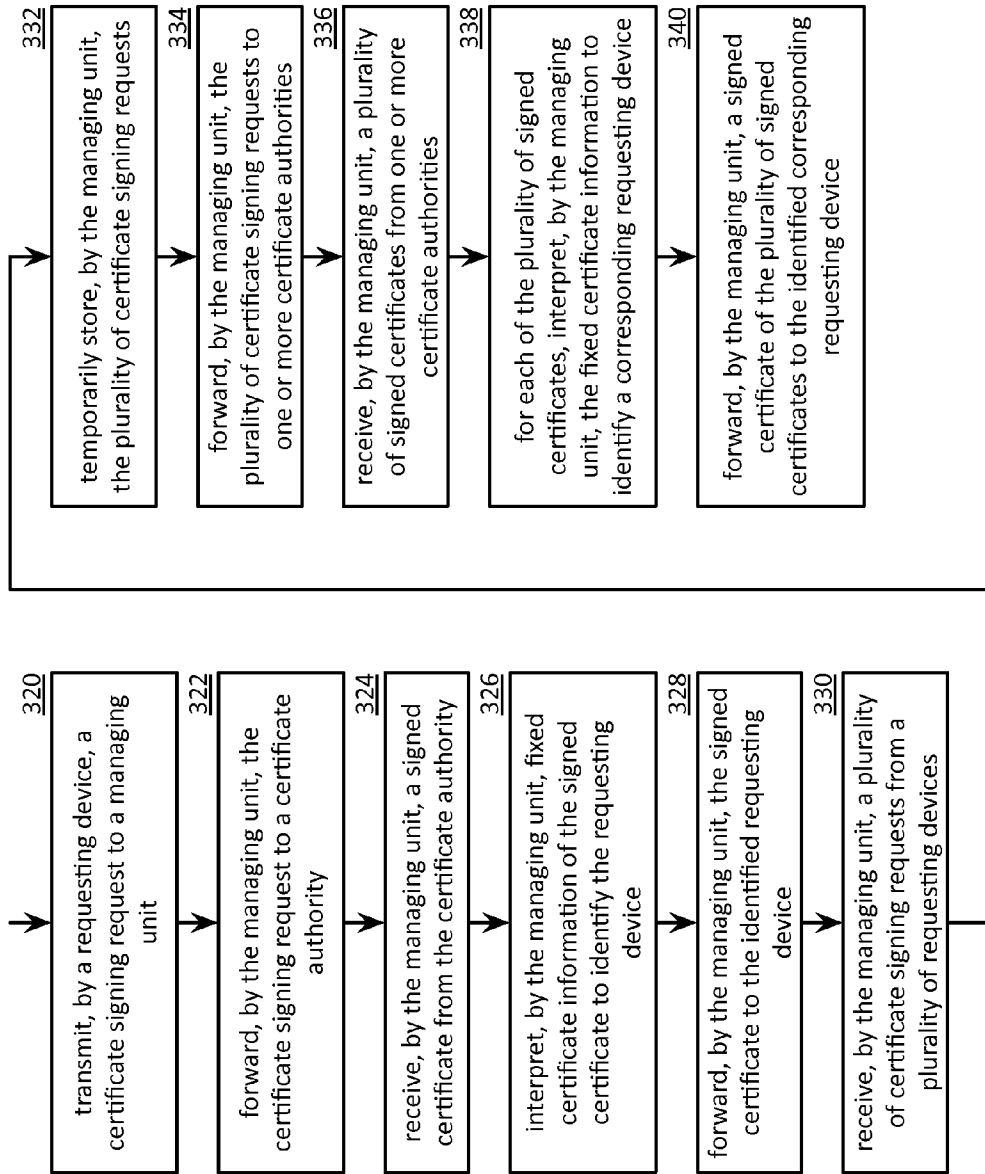 320
transmit, by a requesting device, a
certificate signing request to a managing
unit
322
forward, by the managing unit, the
certificate signing request to a certificate
authority
324
receive, by the managing unit, a signed
certificate from the certificate authority
326
interpret, by the managing unit, fixed
certificate information of the signed
certificate to identify the requesting
device
328
forward, by the managing unit, the signed
certificate to the identified requesting
device
330
receive, by the managing unit, a plurality
of certificate signing requests from a
plurality of requesting devices
332
temporarily store, by the managing unit,
the plurality of certificate signing requests
334
forward, by the managing unit, the
plurality of certificate signing requests to
one or more certificate authorities
336
receive, by the managing unit, a plurality
of signed certificates from one or more
certificate authorities
338
for each of the plurality of signed
certificates, interpret, by the managing
unit, the fixed certificate information to
identify a corresponding requesting device
340
forward, by the managing unit, a signed
certificate of the plurality of signed
certificates to the identified corresponding
requesting device